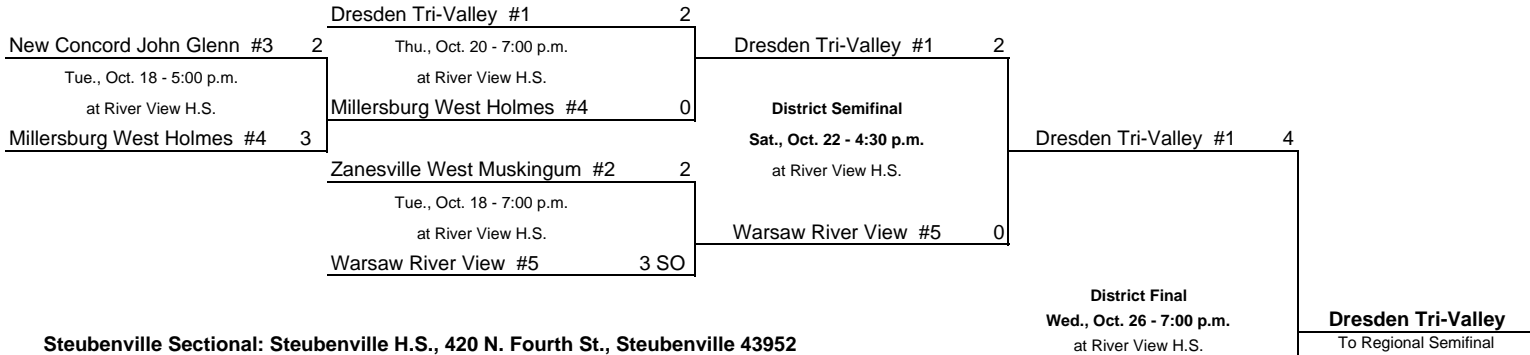 Dresden Tri-Valley #1 2
New Concord John Glenn #3 2
Thu., Oct. 20 - 7:00 p.m.
Dresden Tri-Valley #1 2
Tue., Oct. 18 - 5:00 p.m.
at River View H.S.
at River View H.S.
Millersburg West Holmes #4 0
District Semifinal
Millersburg West Holmes #4 3
Sat., Oct. 22 - 4:30 p.m.
Dresden Tri-Valley #1 4
Zanesville West Muskingum #2 2
at River View H.S.
Tue., Oct. 18 - 7:00 p.m.
at River View H.S.
Warsaw River View #5 0
Warsaw River View #5 3 SO
District Final
Wed., Oct. 26 - 7:00 p.m.
Dresden Tri-Valley
Steubenville Sectional: Steubenville H.S., 420 N. Fourth St., Steubenville 43952
at River View H.S.
To Regional Semifinal